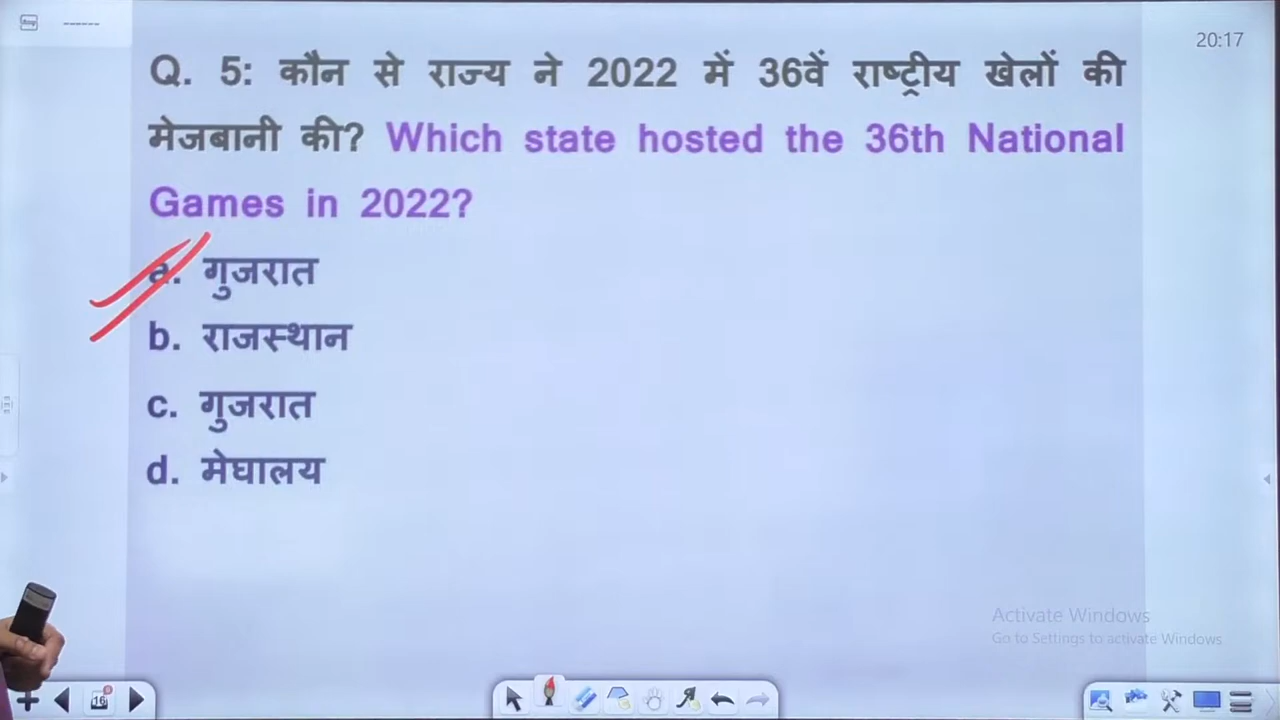 20:17
Q. 5: कौन से राज्य ने 2022 में 36वें राष्ट्रीय खेलों की
मेजबानी की? Which state hosted the 36th National
Games in 2022?
a. गुजरात
b. राजस्थान
c. गुजरात
d. मेघालय
Activate Windows
Go to Settings to activate Windows
16